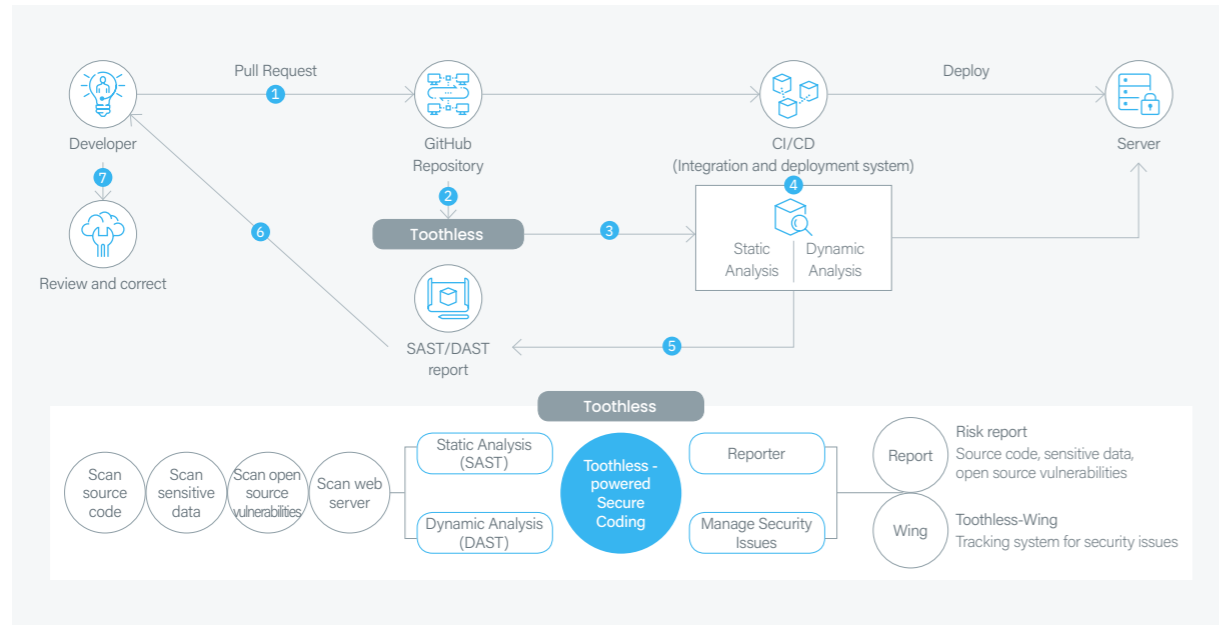 Pull Request
Deploy
1
Developer
GitHub
Repository
CI/CD
(Integration and deployment system)
Server
7
2
4
Toothless
3
6
Static
Analysis
Dynamic
Analysis
Review and correct
SAST/DAST
report
5
Toothless
Scan
source
code
Scan
sensitive
data
Scan open
source
vulnerabilities
Scan web
server
Static Analysis
(SAST)
Dynamic Analysis
(DAST)
Toothless -
powered
Secure
Coding
Reporter
Manage Security
Issues
Report
Risk report
Source code, sensitive data,
open source vulnerabilities
Wing
Toothless-Wing
Tracking system for security issues